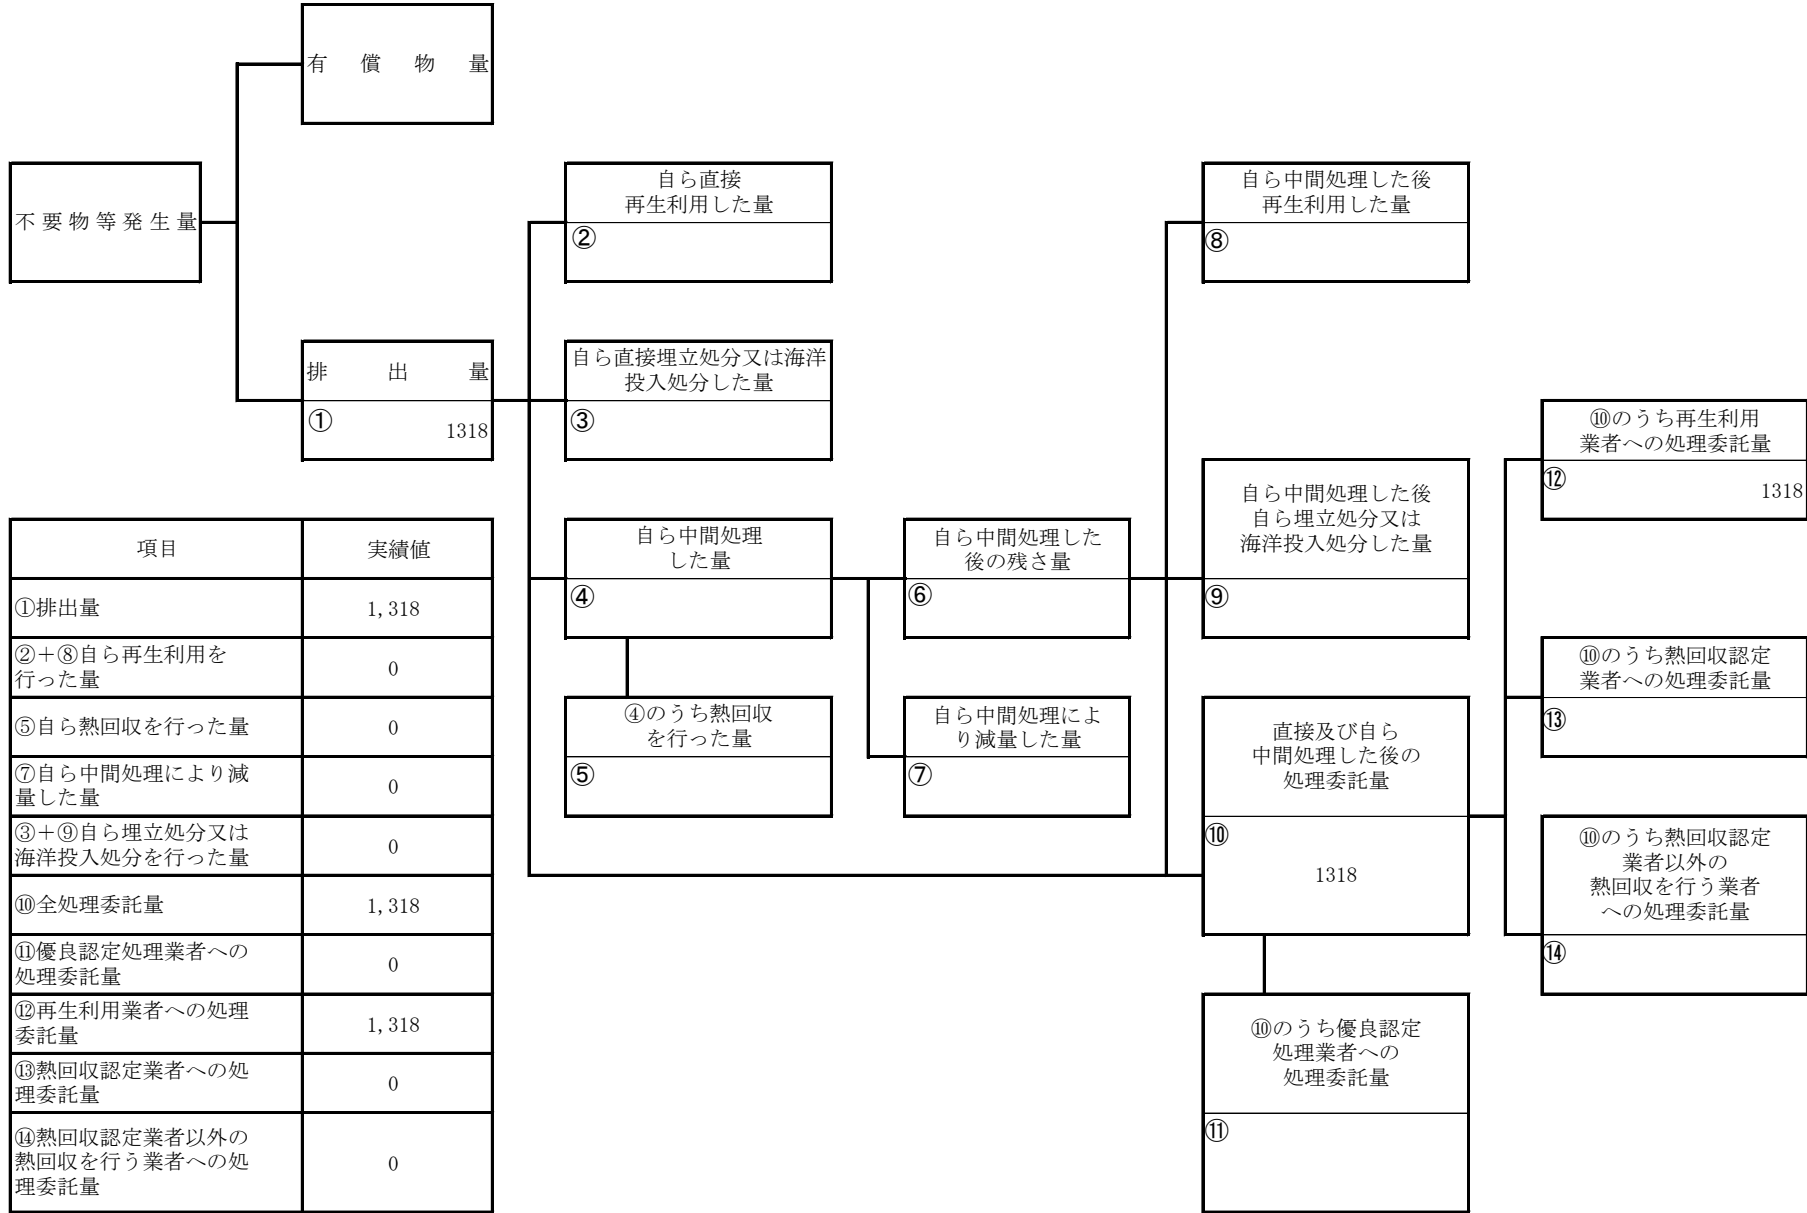 有償物量
不要物等発生量
排出量
①
1318
自ら直接
再生利用した量
②
自ら直接埋立処分又は海洋
投入処分した量
③
自ら中間処理
した量
④
④のうち熱回収
を行った量
⑤
自ら中間処理した
後の残さ量
⑥
自ら中間処理によ
り減量した量
⑦
自ら中間処理した後
再生利用した量
⑧
自ら中間処理した後
自ら埋立処分又は
海洋投入処分した量
⑨
直接及び自ら
中間処理した後の
処理委託量
⑩
1318
⑩のうち優良認定
処理業者への
処理委託量
⑪
⑩のうち再生利用
業者への処理委託量
⑫
1318
⑩のうち熱回収認定
業者への処理委託量
⑬
⑩のうち熱回収認定
業者以外の
熱回収を行う業者
への処理委託量
⑭
項目 実績値
①排出量 1,318
②＋⑧自ら再生利用を
行った量 0
⑤自ら熱回収を行った量 0
⑦自ら中間処理により減
量した量 0
③＋⑨自ら埋立処分又は
海洋投入処分を行った量 0
⑩全処理委託量 1,318
⑪優良認定処理業者への
処理委託量 0
⑫再生利用業者への処理
委託量 1,318
⑬熱回収認定業者への処
理委託量 0
⑭熱回収認定業者以外の
熱回収を行う業者への処
理委託量 0